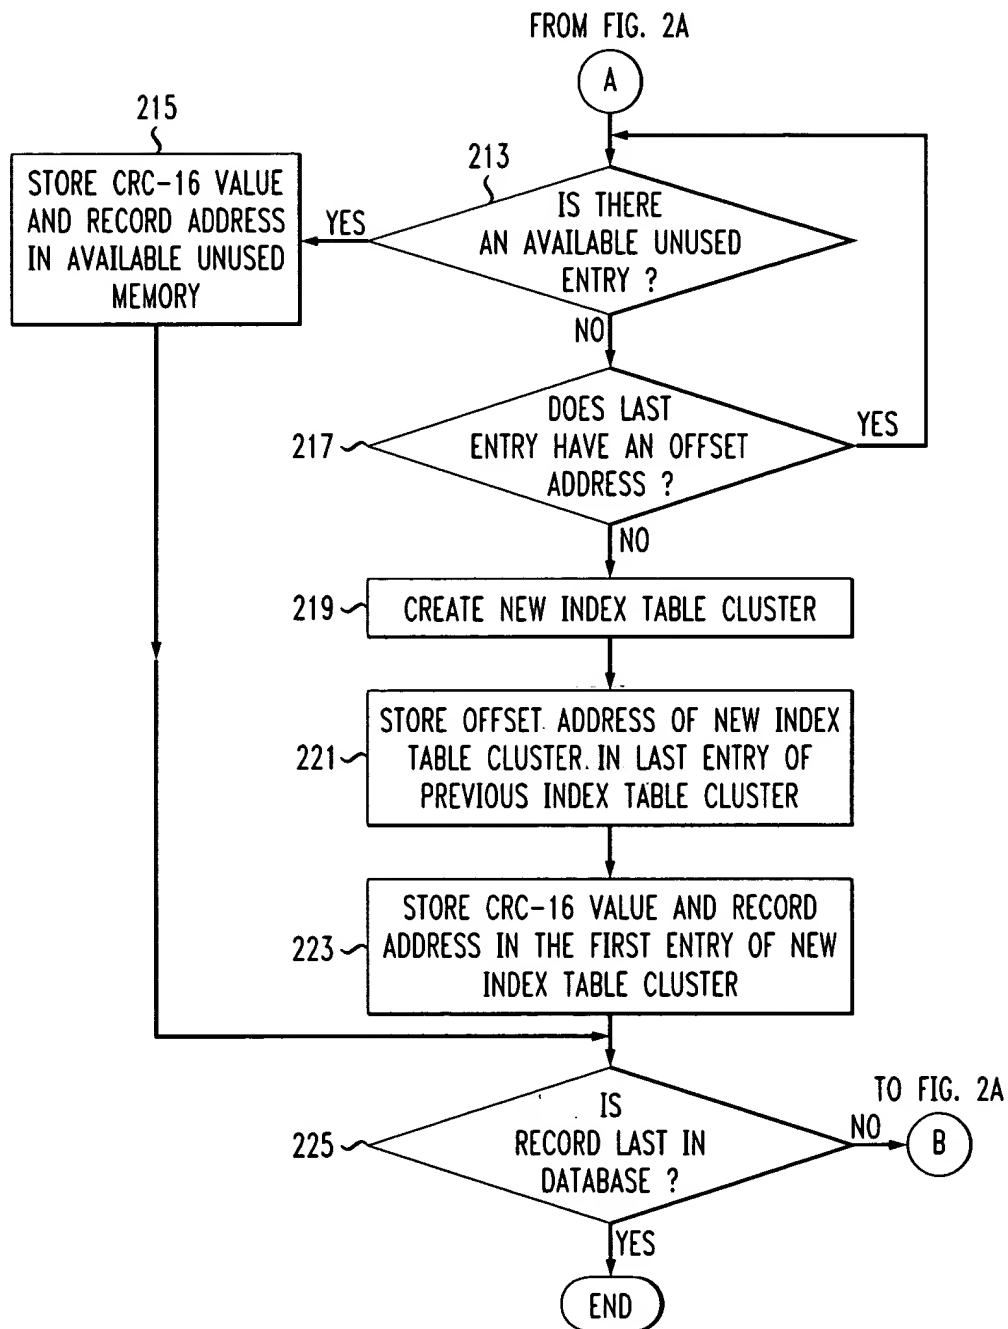 FROM FIG. 2A
A
215
STORE CRC-16 VALUE
AND RECORD ADDRESS
IN AVAILABLE UNUSED
MEMORY
213
IS THERE
AN AVAILABLE UNUSED
ENTRY ?
YES
NO
217
DOES LAST
ENTRY HAVE AN OFFSET
ADDRESS ?
YES
NO
219
CREATE NEW INDEX TABLE CLUSTER
221
STORE OFFSET ADDRESS OF NEW INDEX
TABLE CLUSTER IN LAST ENTRY OF
PREVIOUS INDEX TABLE CLUSTER
223
STORE CRC-16 VALUE AND RECORD
ADDRESS IN THE FIRST ENTRY OF NEW
INDEX TABLE CLUSTER
225
IS
RECORD LAST IN
DATABASE ?
NO
TO FIG. 2A
B
YES
END